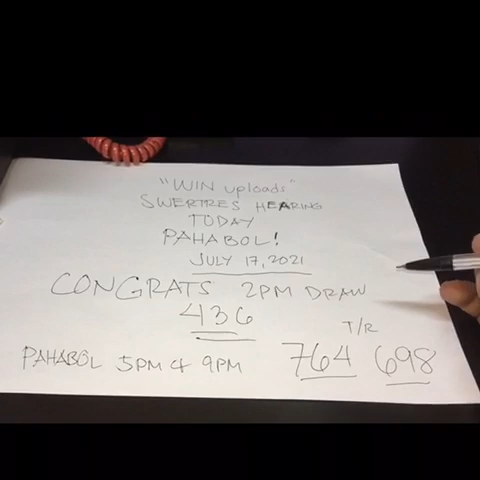 "WIN uploads"
SWERTRES HEARING
TODAY
PAHABOL!
JULY 17, 2021
CONGRATS 2PM DRAW
436
T/R
PAHABOL 5PM & 9PM 764 698